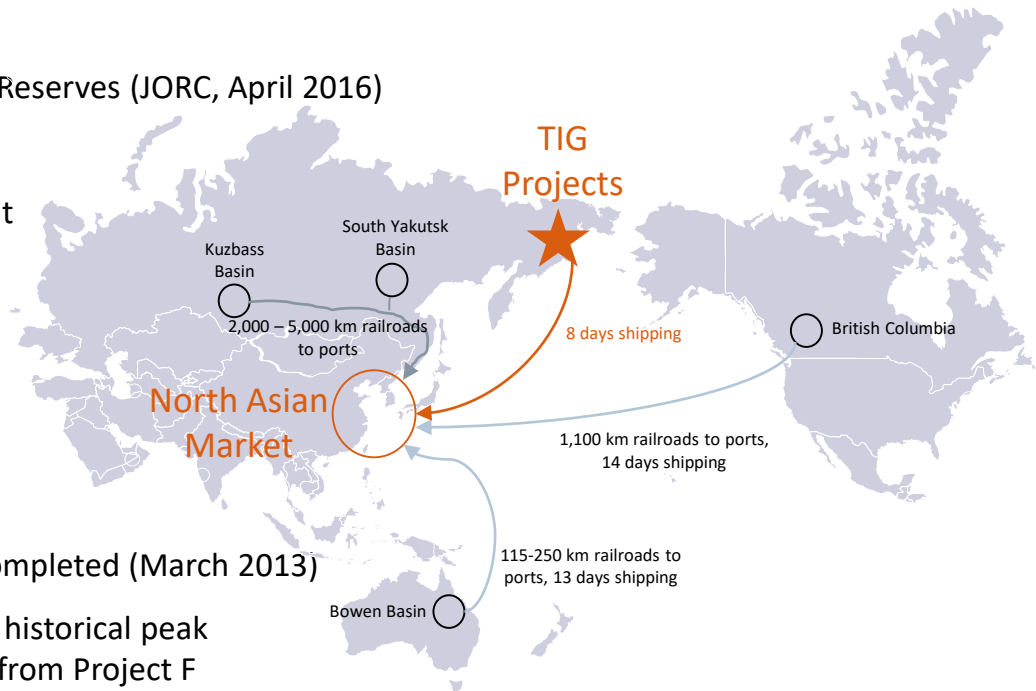 Reserves (JORC, April 2016)
TIG
Projects
t
South Yakutsk
Basin
Kuzbass
Basin
2,000 – 5,000 km railroads
to ports
8 days shipping
British Columbia
North Asian
Market
1,100 km railroads to ports,
14 days shipping
ompleted (March 2013)
115-250 km railroads to
ports, 13 days shipping
Bowen Basin
historical peak
from Project F